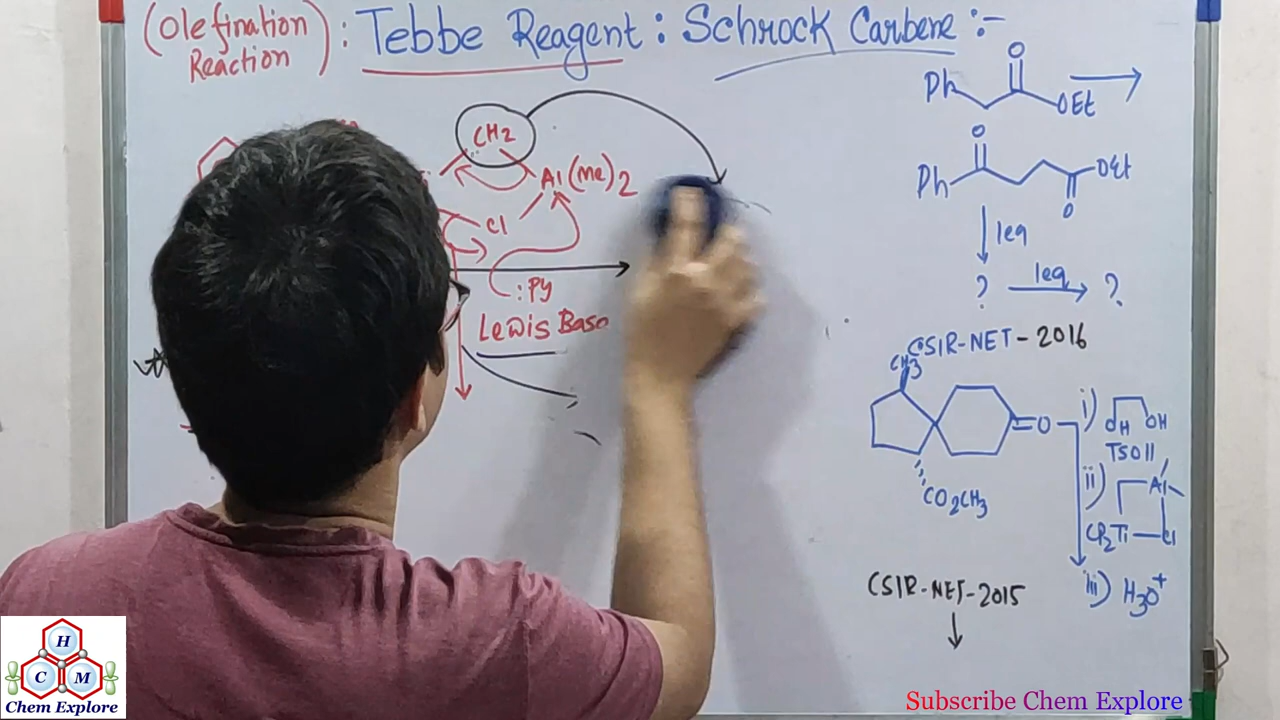 (Olefination Reaction) : Tebbe Reagent : Schrock Carbene :-
CH2
Al(Me)2
Cl
:Py
Lewis Base
O
Ph OEt
O
Ph OEt
O
1eq
? 1eq ?
CSIR-NET-2016
CH3
O
CO2CH3
i) OH OH
TsOH
ii) Al
CP2Ti Cl
iii) H3O+
CSIR-NET-2015
H
C M
Chem Explore
Subscribe Chem Explore